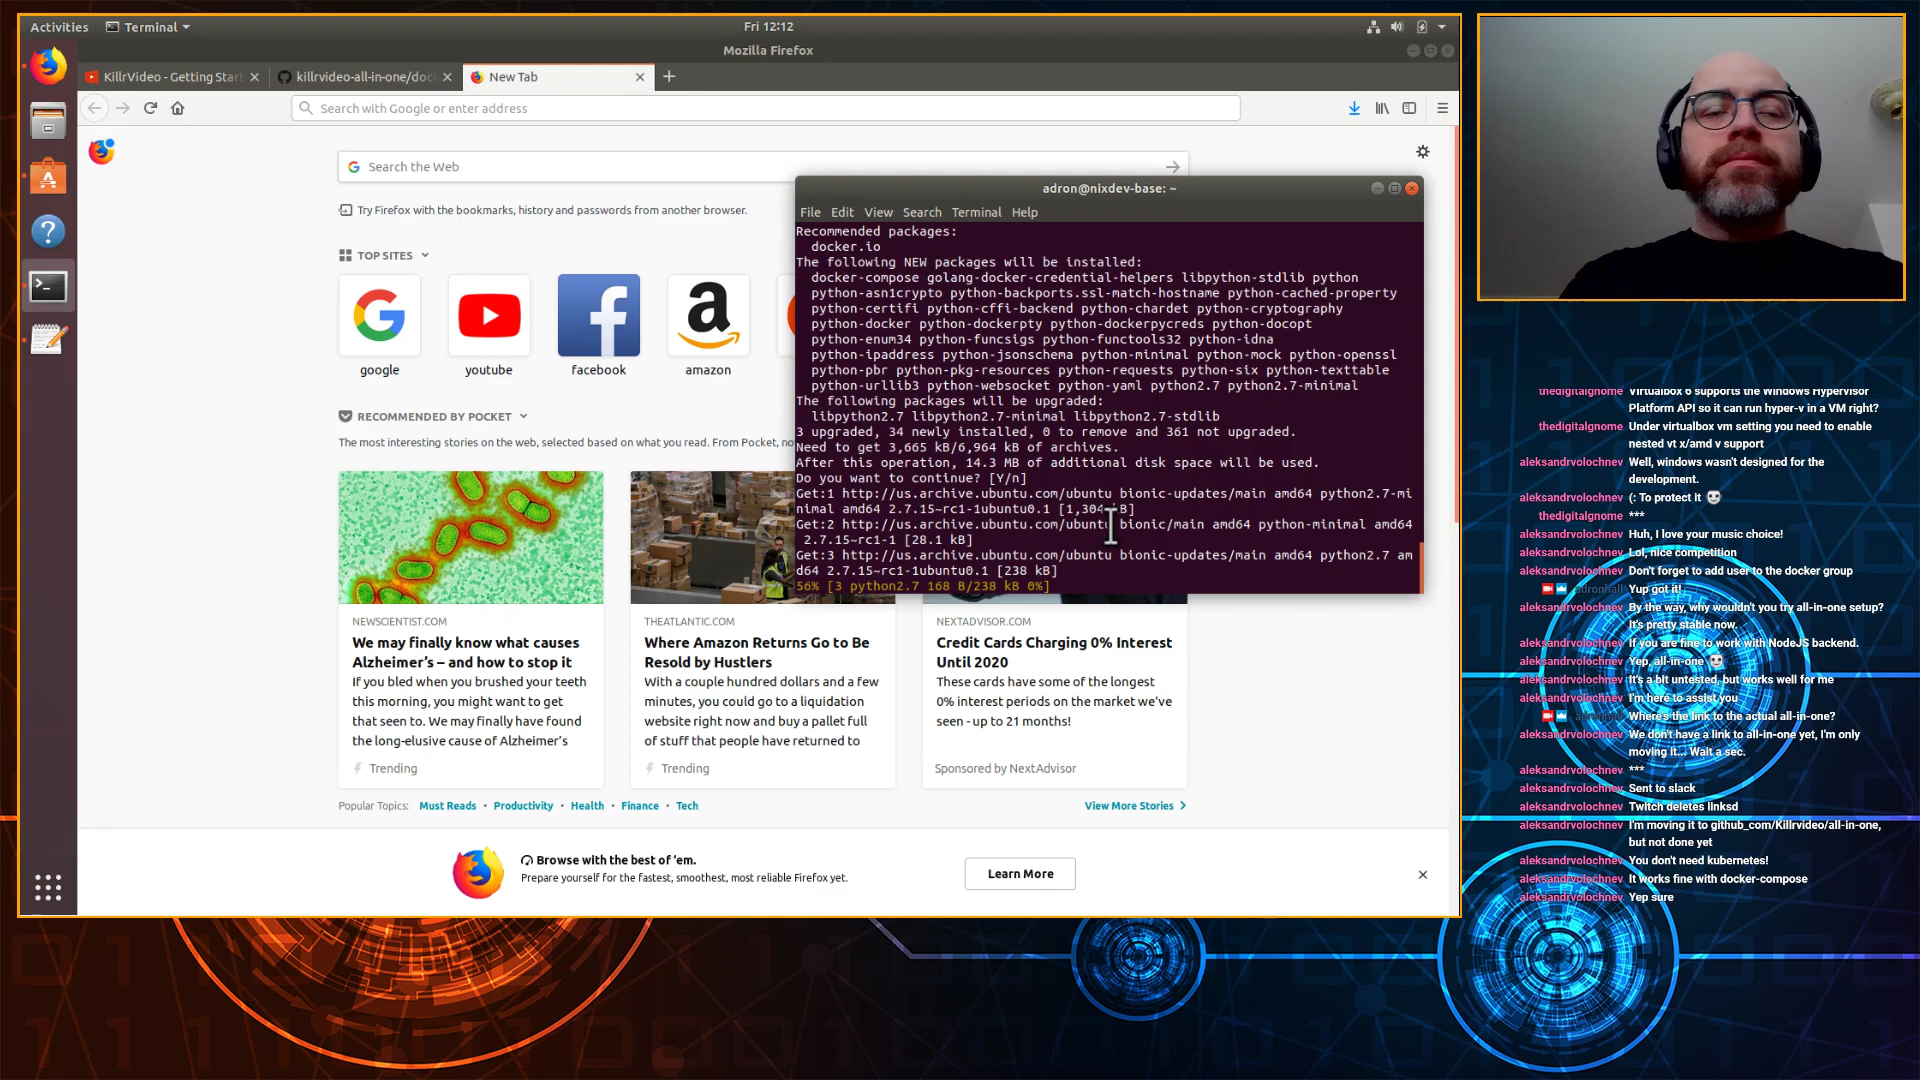 Activities
Terminal
Fri 12:12
Mozilla Firefox
KillrVideo - Getting Start
killrvideo-all-in-one/doc
New Tab
Search with Google or enter address
Search the Web
Try Firefox with the bookmarks, history and passwords from another browser.
TOP SITES
google
youtube
facebook
amazon
RECOMMENDED BY POCKET
The most interesting stories on the web, selected based on what you read. From Pocket, no
NEWSCIENTIST.COM
We may finally know what causes
Alzheimer's – and how to stop it
If you bled when you brushed your teeth
this morning, you might want to get
that seen to. We may finally have found
the long-elusive cause of Alzheimer's
Trending
THEATLANTIC.COM
Where Amazon Returns Go to Be
Resold by Hustlers
With a couple hundred dollars and a few
minutes, you could go to a liquidation
website right now and buy a pallet full
of stuff that people have returned to
Trending
NEXTADVISOR.COM
Credit Cards Charging 0% Interest
Until 2020
These cards have some of the longest
0% interest periods on the market we've
seen - up to 21 months!
Sponsored by NextAdvisor
Popular Topics: Must Reads • Productivity • Health • Finance • Tech
View More Stories
Browse with the best of 'em.
Prepare yourself for the fastest, smoothest, most reliable Firefox yet.
Learn More
adron@nixdev-base: ~
File Edit View Search Terminal Help
Recommended packages:
docker.io
The following NEW packages will be installed:
docker-compose golang-docker-credential-helpers libpython-stdlib python
python-asn1crypto python-backports.ssl-match-hostname python-cached-property
python-certifi python-cffi-backend python-chardet python-cryptography
python-docker python-dockerpty python-dockerpycreds python-docopt
python-enum34 python-funcsigs python-functools32 python-idna
python-ipaddress python-jsonschema python-minimal python-mock python-openssl
python-pbr python-pkg-resources python-requests python-six python-texttable
python-urllib3 python-websocket python-yaml python2.7 python2.7-minimal
The following packages will be upgraded:
libpython2.7 libpython2.7-minimal libpython2.7-stdlib
3 upgraded, 34 newly installed, 0 to remove and 361 not upgraded.
Need to get 3,665 kB/6,964 kB of archives.
After this operation, 14.3 MB of additional disk space will be used.
Do you want to continue? [Y/n]
Get:1 http://us.archive.ubuntu.com/ubuntu bionic-updates/main amd64 python2.7-mi
nimal amd64 2.7.15~rc1-1ubuntu0.1 [1,304 kB]
Get:2 http://us.archive.ubuntu.com/ubuntu bionic/main amd64 python-minimal amd64
2.7.15~rc1-1 [28.1 kB]
Get:3 http://us.archive.ubuntu.com/ubuntu bionic-updates/main amd64 python2.7 am
d64 2.7.15~rc1-1ubuntu0.1 [238 kB]
56% [3 python2.7 168 B/238 kB 0%]
thedigitalgnome Virtualbox 6 supports the Windows Hypervisor
Platform API so it can run hyper-v in a VM right?
thedigitalgnome Under virtualbox vm setting you need to enable
nested vt x/amd v support
aleksandrvolochnev Well, windows wasn't designed for the
development.
aleksandrvolochnev (: To protect it
thedigitalgnome ***
aleksandrvolochnev Huh, I love your music choice!
aleksandrvolochnev Lol, nice competition
aleksandrvolochnev Don't forget to add user to the docker group
adronhall Yup got it!
aleksandrvolochnev By the way, why wouldn't you try all-in-one setup?
It's pretty stable now.
aleksandrvolochnev If you are fine to work with NodeJS backend.
aleksandrvolochnev Yep, all-in-one
aleksandrvolochnev It's a bit untested, but works well for me
aleksandrvolochnev I'm here to assist you
adronhall Where's the link to the actual all-in-one?
aleksandrvolochnev We don't have a link to all-in-one yet, I'm only
moving it... Wait a sec.
aleksandrvolochnev ***
aleksandrvolochnev Sent to slack
aleksandrvolochnev Twitch deletes linksd
aleksandrvolochnev I'm moving it to github_com/Killrvideo/all-in-one,
but not done yet
aleksandrvolochnev You don't need kubernetes!
aleksandrvolochnev It works fine with docker-compose
aleksandrvolochnev Yep sure